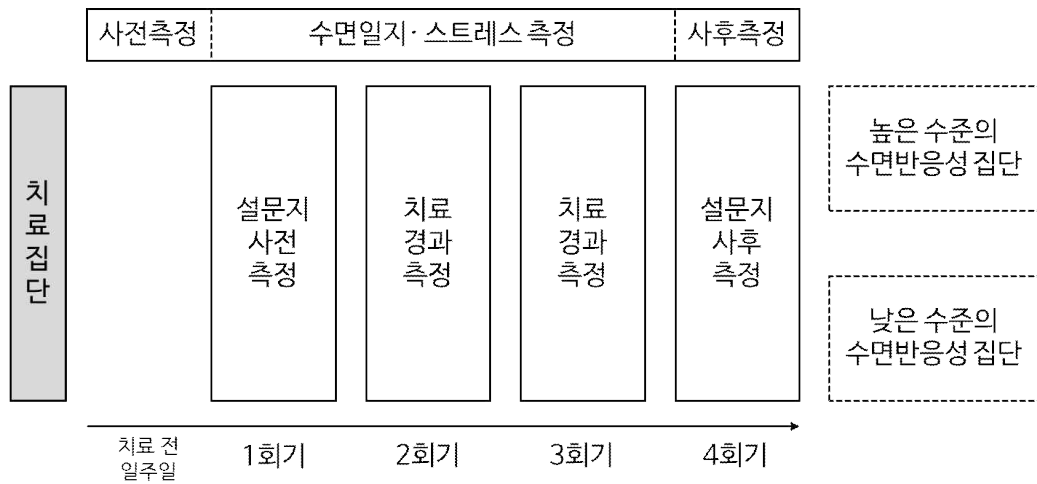 사전측정
수면일지· 스트레스 측정
사후측정
치
료
집
단
설문지
사전
측정
치료
경과
측정
치료
경과
측정
설문지
사후
측정
높은 수준의
수면반응성 집단
낮은 수준의
수면반응성 집단
치료 전
일주일
1회기
2회기
3회기
4회기